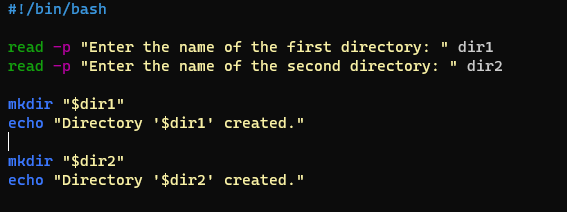 #!/bin/bash
read -p "Enter the name of the first directory: " dir1
read -p "Enter the name of the second directory: " dir2
mkdir "$dir1"
echo "Directory '$dir1' created."
mkdir "$dir2"
echo "Directory '$dir2' created."